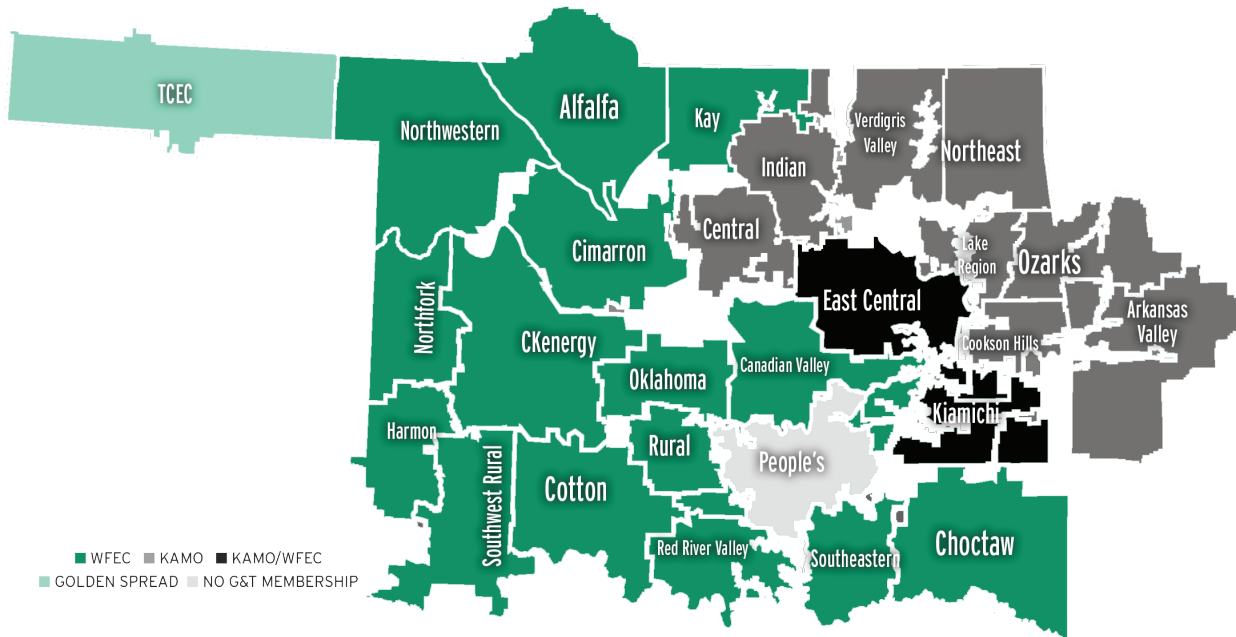 TCEC
Northwestern
Alfalfa
Kay
Indian
Verdigris
Valley
Northeast
Central
Cimarron
Lake
Region
Ozarks
Northfork
CKenergy
East Central
Arkansas
Valley
Cookson Hills
Oklahoma
Canadian Valley
Harmon
Kiamichi
Rural
People's
Southwest Rural
Cotton
Red River Valley
Southeastern
Choctaw
WFEC KAMO KAMO/WFEC
GOLDEN SPREAD NO G&T MEMBERSHIP